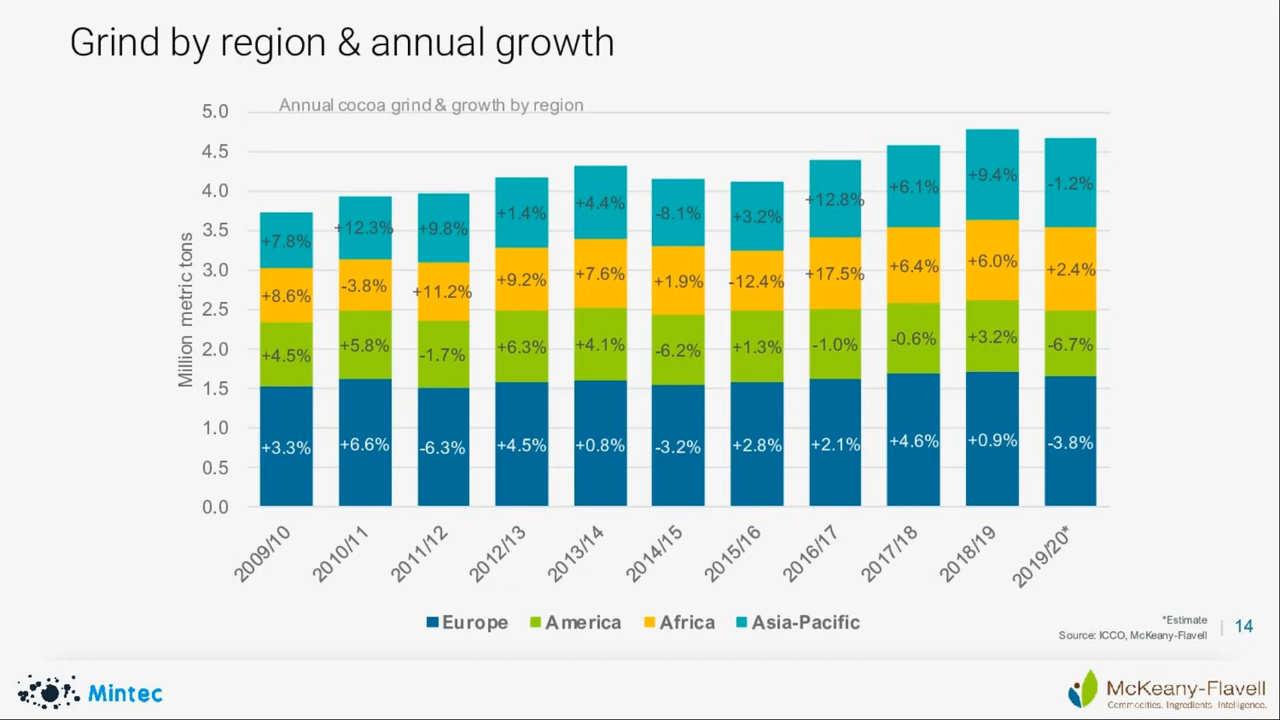 Grind by region & annual growth
Annual cocoa grind & growth by region
Million metric tons
5.0
4.5
4.0
3.5
3.0
2.5
2.0
1.5
1.0
0.5
0.0
+7.8% +12.3% +9.8% +1.4% +4.4% -8.1% +3.2% +12.8% +6.1% +9.4% -1.2%
+8.6% -3.8% +11.2% +9.2% +7.6% +1.9% -12.4% +17.5% +6.4% +6.0% +2.4%
+4.5% +5.8% -1.7% +6.3% +4.1% -6.2% +1.3% -1.0% -0.6% +3.2% -6.7%
+3.3% +6.6% -6.3% +4.5% +0.8% -3.2% +2.8% +2.1% +4.6% +0.9% -3.8%
2009/10 2010/11 2011/12 2012/13 2013/14 2014/15 2015/16 2016/17 2017/18 2018/19 2019/20*
Europe America Africa Asia-Pacific
*Estimate
Source: ICCO, McKeany-Flavell
14
Mintec
McKeany-Flavell
Commodities. Ingredients. Intelligence.